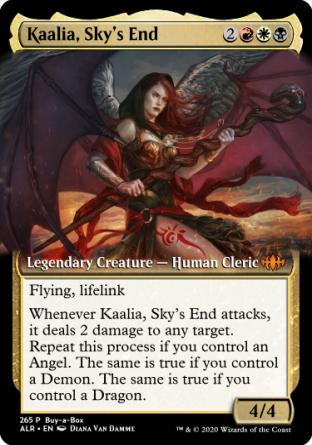 Kaalia, Sky's End 2
Legendary Creature — Human Cleric
Flying, lifelink
Whenever Kaalia, Sky's End attacks,
it deals 2 damage to any target.
Repeat this process if you control an
Angel. The same is true if you control
a Demon. The same is true if you
control a Dragon.
4/4
265 P Buy-a-Box
ALR • EN DIANA VAN DAMME
™ & © 2020 Wizards of the Coast